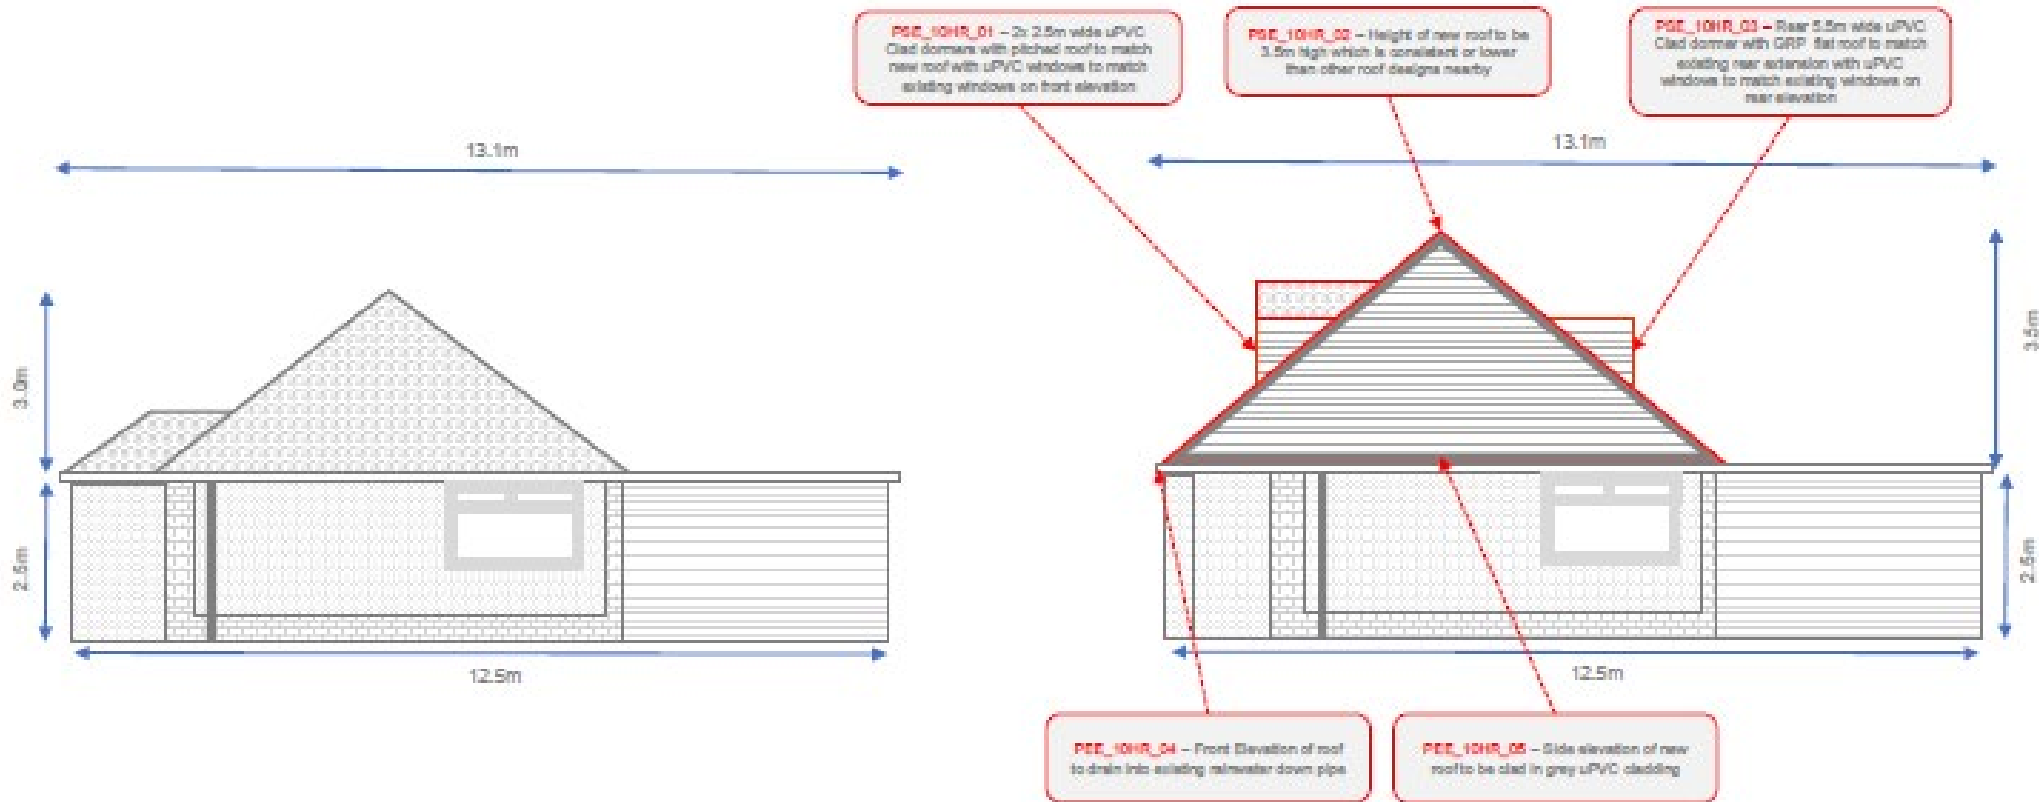 PSE_10HR_01 – 2x 2.5m wide uPVC
Clad dormers with pitched roof to match
new roof with uPVC windows to match
existing windows on front elevation
PSE_10HR_02 – Height of new roof to be
3.5m high which is consistent or lower
than other roof designs nearby
PSE_10HR_03 – Rear 5.5m wide uPVC
Clad dormer with GRP flat roof to match
existing rear extension with uPVC
windows to match existing windows on
rear elevation
13.1m
13.1m
3.0m
2.5m
12.5m
3.5m
2.5m
12.5m
PEE_10HR_04 – Front Elevation of roof
to drain into existing rainwater down pipe
PEE_10HR_05 – Side elevation of new
roof to be clad in grey uPVC cladding